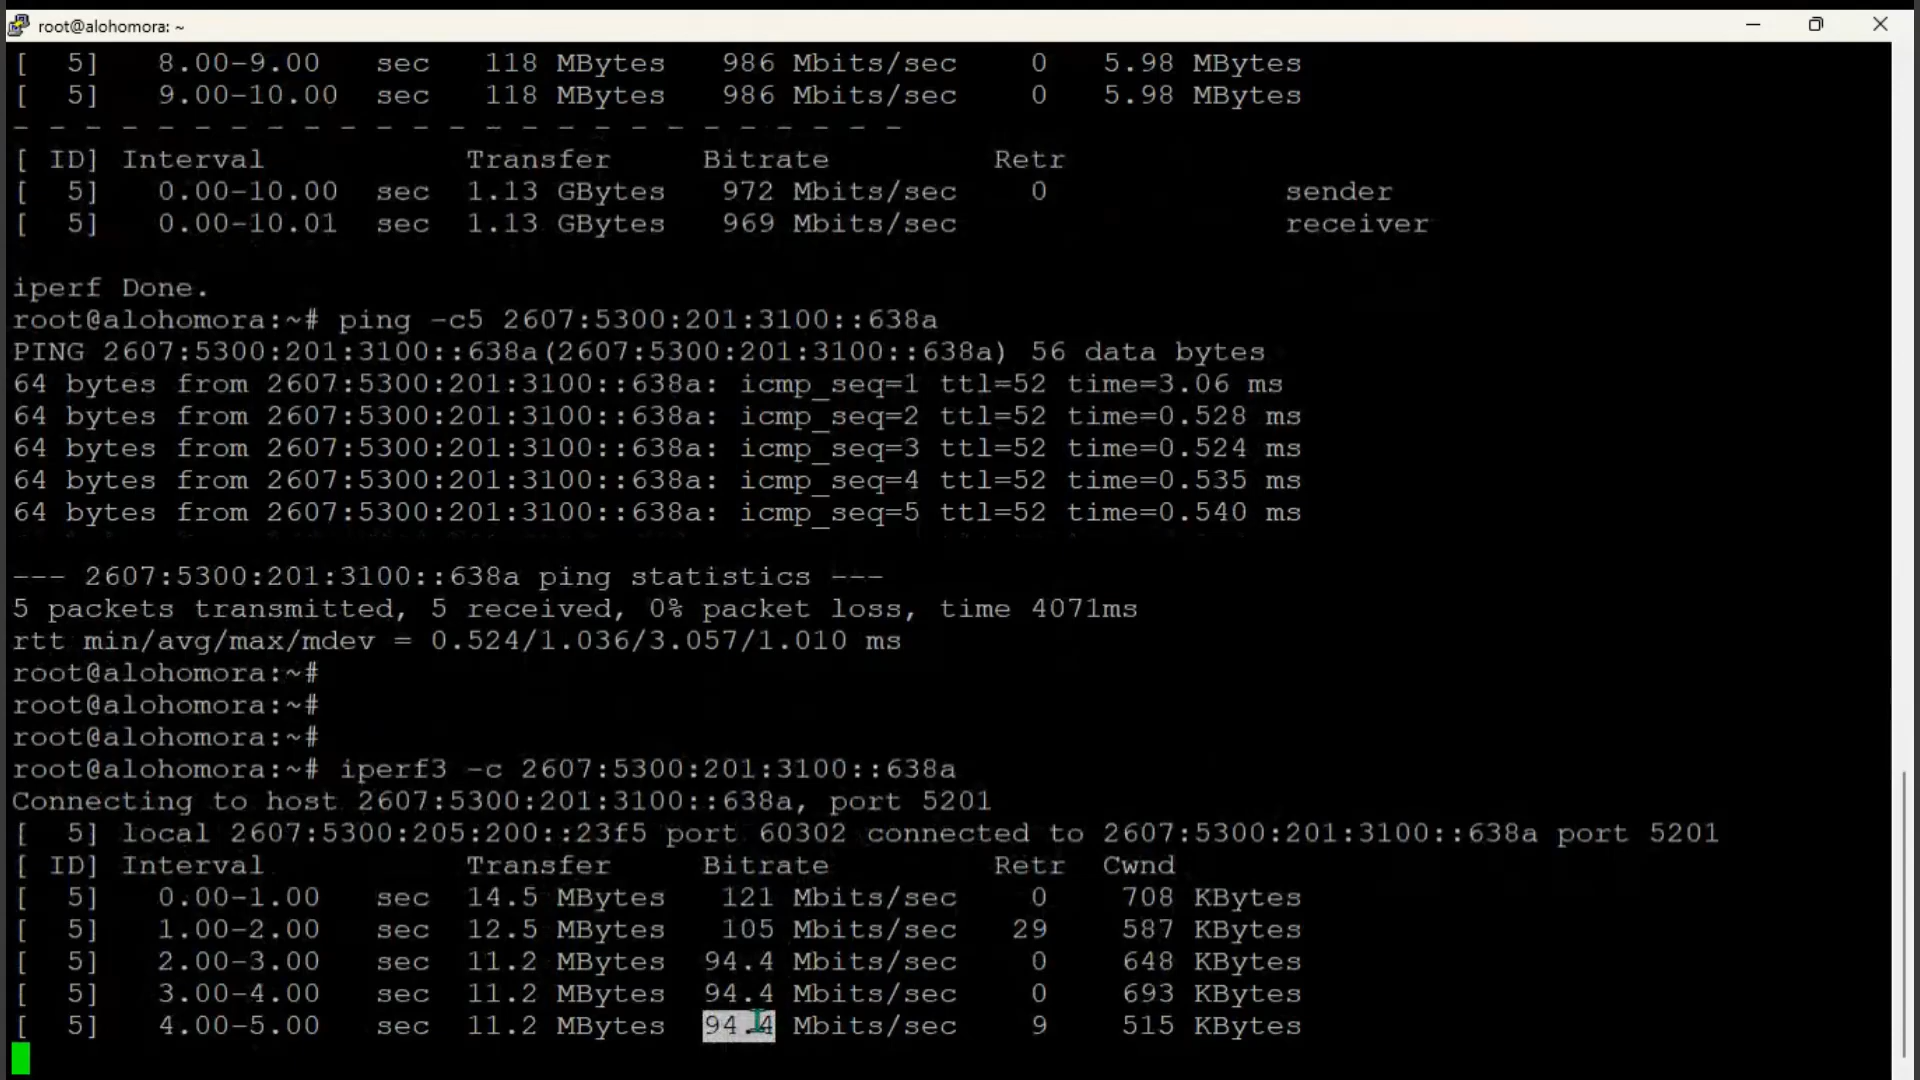 root@alohomora: ~
[  5]   8.00-9.00   sec   118 MBytes   986 Mbits/sec    0   5.98 MBytes
[  5]   9.00-10.00  sec   118 MBytes   986 Mbits/sec    0   5.98 MBytes
- - - - - - - - - - - - - - - - - - - - - - - - -
[ ID] Interval           Transfer     Bitrate         Retr
[  5]   0.00-10.00  sec  1.13 GBytes   972 Mbits/sec    0             sender
[  5]   0.00-10.01  sec  1.13 GBytes   969 Mbits/sec                  receiver
iperf Done.
root@alohomora:~# ping -c5 2607:5300:201:3100::638a
PING 2607:5300:201:3100::638a(2607:5300:201:3100::638a) 56 data bytes
64 bytes from 2607:5300:201:3100::638a: icmp_seq=1 ttl=52 time=3.06 ms
64 bytes from 2607:5300:201:3100::638a: icmp_seq=2 ttl=52 time=0.528 ms
64 bytes from 2607:5300:201:3100::638a: icmp_seq=3 ttl=52 time=0.524 ms
64 bytes from 2607:5300:201:3100::638a: icmp_seq=4 ttl=52 time=0.535 ms
64 bytes from 2607:5300:201:3100::638a: icmp_seq=5 ttl=52 time=0.540 ms
--- 2607:5300:201:3100::638a ping statistics ---
5 packets transmitted, 5 received, 0% packet loss, time 4071ms
rtt min/avg/max/mdev = 0.524/1.036/3.057/1.010 ms
root@alohomora:~#
root@alohomora:~#
root@alohomora:~#
root@alohomora:~# iperf3 -c 2607:5300:201:3100::638a
Connecting to host 2607:5300:201:3100::638a, port 5201
[  5] local 2607:5300:205:200::23f5 port 60302 connected to 2607:5300:201:3100::638a port 5201
[ ID] Interval           Transfer     Bitrate         Retr  Cwnd
[  5]   0.00-1.00   sec  14.5 MBytes   121 Mbits/sec    0    708 KBytes
[  5]   1.00-2.00   sec  12.5 MBytes   105 Mbits/sec   29    587 KBytes
[  5]   2.00-3.00   sec  11.2 MBytes  94.4 Mbits/sec    0    648 KBytes
[  5]   3.00-4.00   sec  11.2 MBytes  94.4 Mbits/sec    0    693 KBytes
[  5]   4.00-5.00   sec  11.2 MBytes  94.4 Mbits/sec    9    515 KBytes